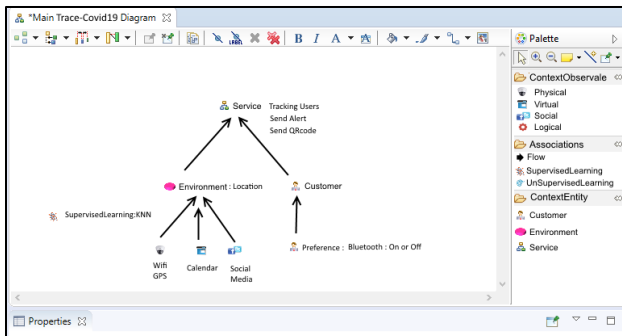 *Main Trace-Covid19 Diagram
B I A
LABEL
Palette
ContextObservale
Physical
Virtual
Social
Logical
Associations
Flow
SupervisedLearning
UnSupervisedLearning
ContextEntity
Customer
Environment
Service
Service
Tracking Users
Send Alert
Send QRcode
Environment : Location
Customer
SupervisedLearning:KNN
Preference : Bluetooth : On or Off
Wifi
GPS
Calendar
Social
Media
Properties